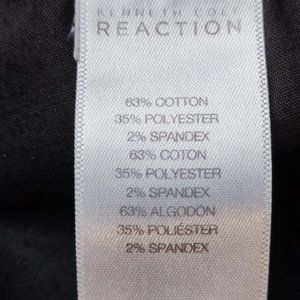 KENNETH COLE
REACTION
63% COTTON
35% POLYESTER
2% SPANDEX
63% COTON
35% POLYESTER
2% SPANDEX
63% ALGODON
35% POLIÉSTER
2% SPANDEX